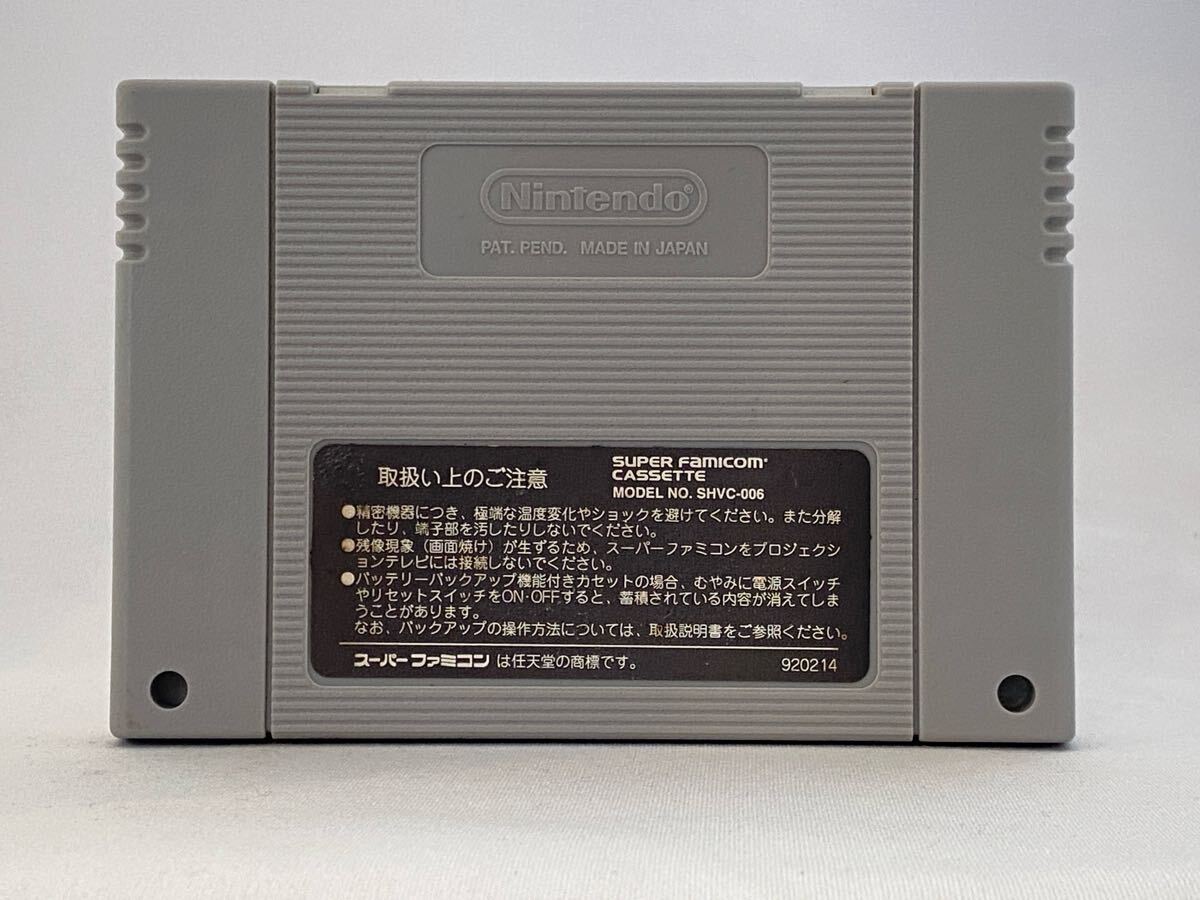 Nintendo®
PAT. PEND. MADE IN JAPAN
取扱い上のご注意
SUPER FAMICOM
CASSETTE
MODEL NO. SHVC-006
●精密機器につき、極端な温度変化やショックを避けてください。また分解
したり、端子部を汚したりしないでください。
●残像現象（画面焼け）が生ずるため、スーパーファミコンをプロジェクシ
ョンテレビには接続しないでください。
●バッテリーバックアップ機能付きカセットの場合、むやみに電源スイッチ
やリセットスイッチをON・OFFすると、蓄積されている内容が消えてしま
うことがあります。
なお、バックアップの操作方法については、取扱説明書をご参照ください。
スーパーファミコンは任天堂の商標です。
920214